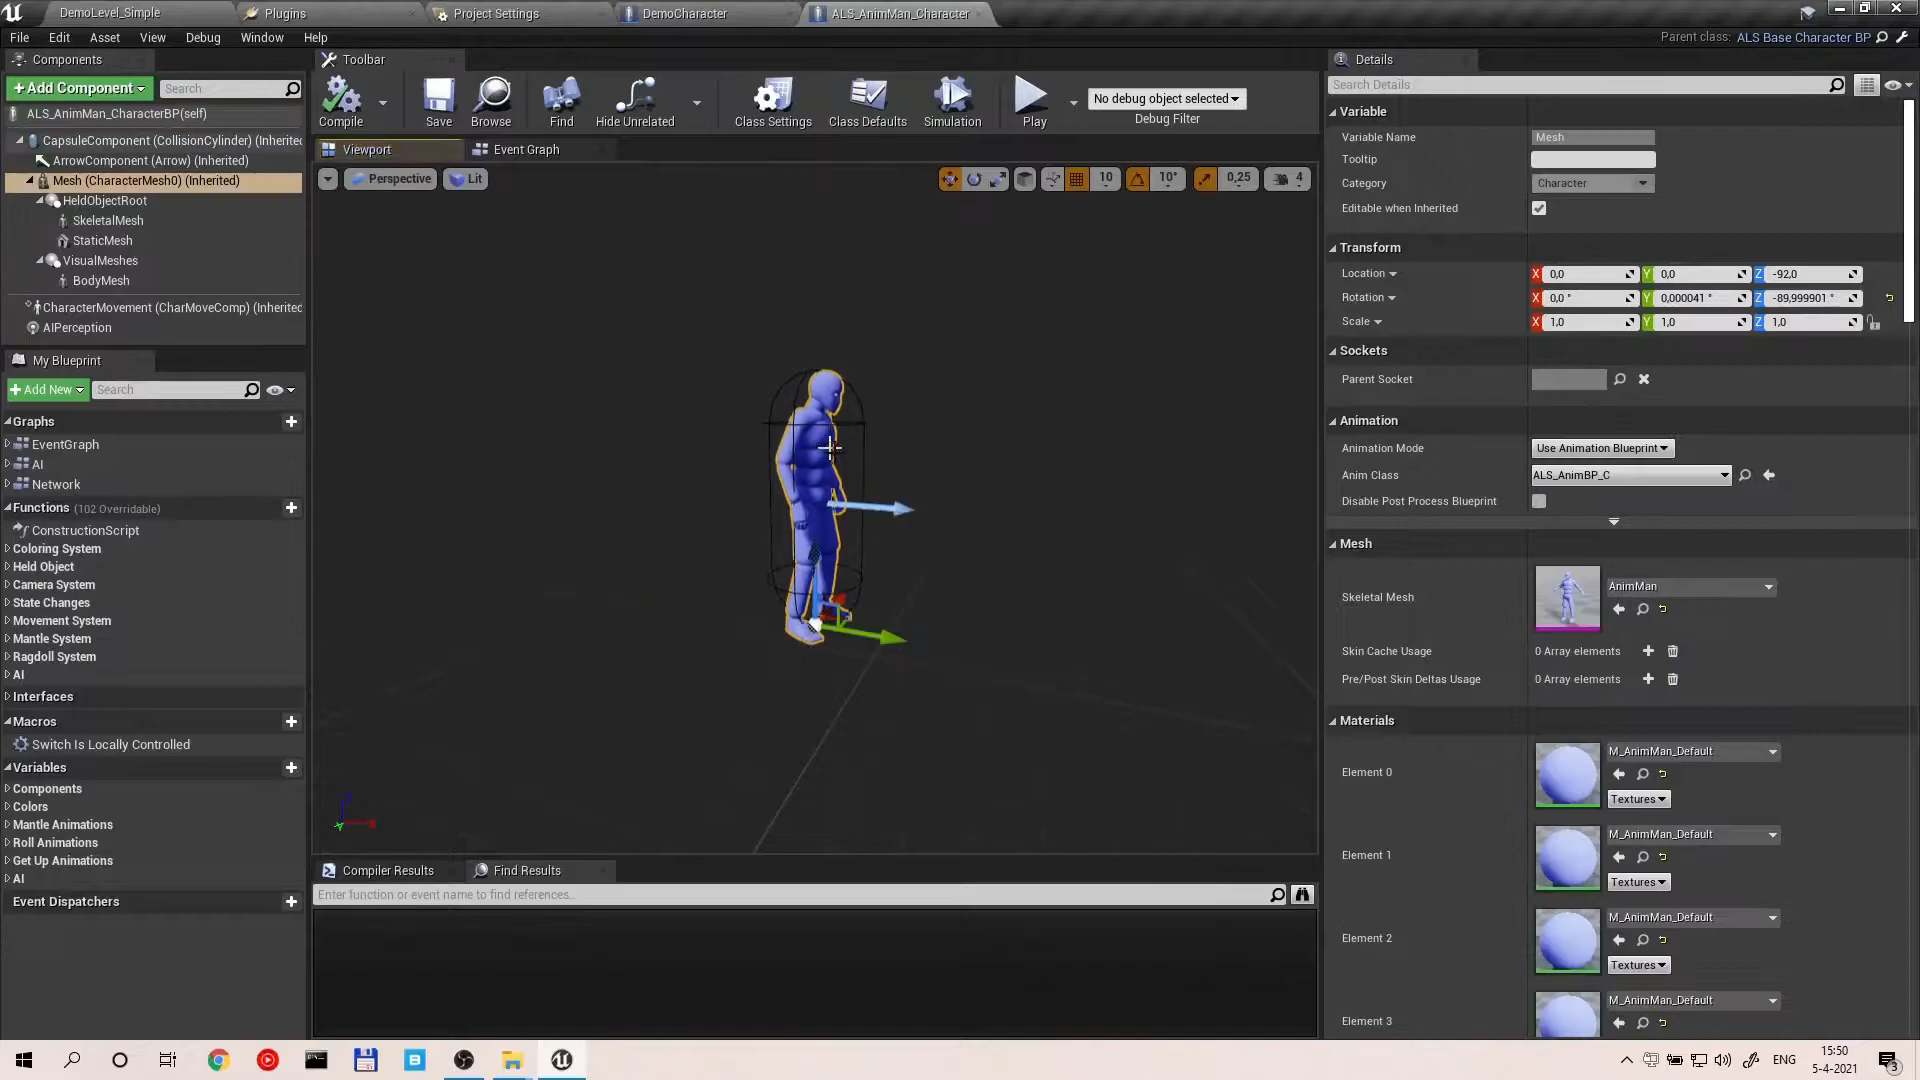 DemoLevel_Simple
Plugins
Project Settings
DemoCharacter
ALS_AnimMan_Character
File Edit Asset View Debug Window Help
Parent class: ALS Base Character BP
Components
+Add Component
Search
ALS_AnimMan_CharacterBP(self)
CapsuleComponent (CollisionCylinder) (Inherited
ArrowComponent (Arrow) (Inherited)
Mesh (CharacterMesh0) (Inherited)
HeldObjectRoot
SkeletalMesh
StaticMesh
VisualMeshes
BodyMesh
CharacterMovement (CharMoveComp) (Inherited
AIPerception
My Blueprint
+Add New
Search
Graphs
EventGraph
AI
Network
Functions (102 Overridable)
ConstructionScript
Coloring System
Held Object
Camera System
State Changes
Movement System
Mantle System
Ragdoll System
AI
Interfaces
Macros
Switch Is Locally Controlled
Variables
Components
Colors
Mantle Animations
Roll Animations
Get Up Animations
AI
Event Dispatchers
Toolbar
Compile
Save
Browse
Find
Hide Unrelated
Class Settings
Class Defaults
Simulation
Play
No debug object selected
Debug Filter
Viewport
Event Graph
Perspective
Lit
10
10°
0,25
4
Compiler Results
Find Results
Enter function or event name to find references...
Details
Search Details
Variable
Variable Name Mesh
Tooltip
Category Character
Editable when Inherited
Transform
Location X 0,0 Y 0,0 Z -92,0
Rotation X 0,0 ° Y 0,000041 ° Z -89,999901 °
Scale X 1,0 Y 1,0 Z 1,0
Sockets
Parent Socket
Animation
Animation Mode Use Animation Blueprint
Anim Class ALS_AnimBP_C
Disable Post Process Blueprint
Mesh
Skeletal Mesh AnimMan
Skin Cache Usage 0 Array elements
Pre/Post Skin Deltas Usage 0 Array elements
Materials
Element 0 M_AnimMan_Default
Textures
Element 1 M_AnimMan_Default
Textures
Element 2 M_AnimMan_Default
Textures
Element 3 M_AnimMan_Default
ENG
15:50
5-4-2021
3